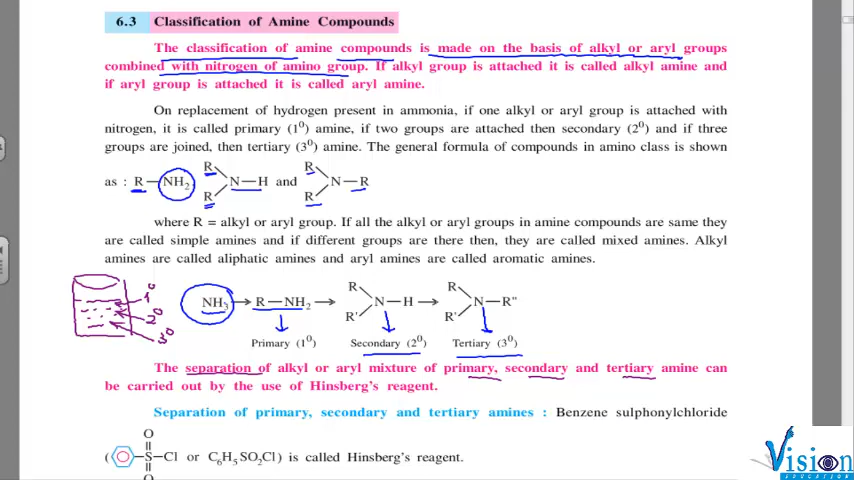 6.3 Classification of Amine Compounds
The classification of amine compounds is made on the basis of alkyl or aryl groups
combined with nitrogen of amino group. If alkyl group is attached it is called alkyl amine and
if aryl group is attached it is called aryl amine.
On replacement of hydrogen present in ammonia, if one alkyl or aryl group is attached with
nitrogen, it is called primary (1⁰) amine, if two groups are attached then secondary (2⁰) and if three
groups are joined, then tertiary (3⁰) amine. The general formula of compounds in amino class is shown
R R
as : R—NH₂ N—H and N—R
R R
where R = alkyl or aryl group. If all the alkyl or aryl groups in amine compounds are same they
are called simple amines and if different groups are there then, they are called mixed amines. Alkyl
amines are called aliphatic amines and aryl amines are called aromatic amines.
1⁰
2⁰
3⁰
R R
NH₃→R—NH₂→ N—H→ N—R"
R' R'
Primary (1⁰) Secondary (2⁰) Tertiary (3⁰)
The separation of alkyl or aryl mixture of primary, secondary and tertiary amine can
be carried out by the use of Hinsberg's reagent.
Separation of primary, secondary and tertiary amines : Benzene sulphonylchloride
O
( S—Cl or C₆H₅SO₂Cl) is called Hinsberg's reagent.
O
Vision
EDUCATION